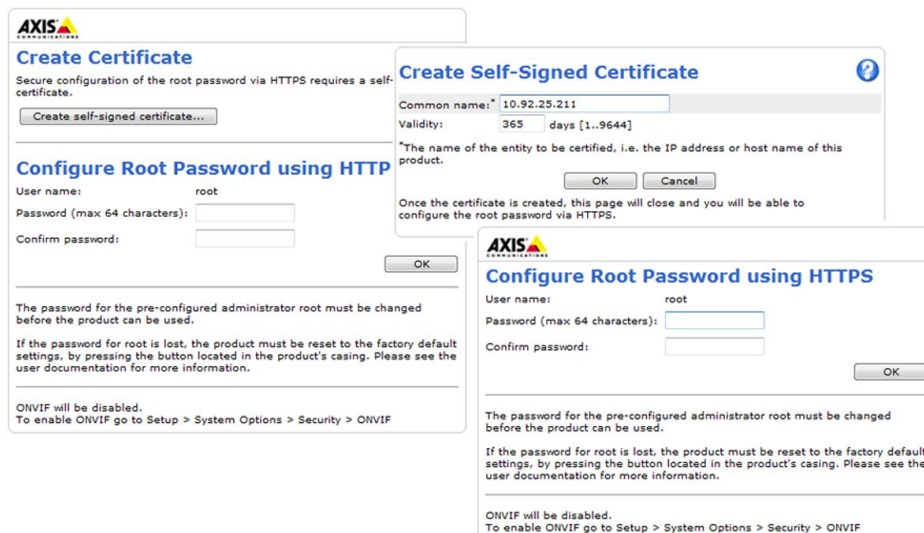 AXIS
COMMUNICATIONS
Create Certificate
Secure configuration of the root password via HTTPS requires a self-
certificate.
Create self-signed certificate...
Configure Root Password using HTTP
User name: root
Password (max 64 characters):
Confirm password:
OK
The password for the pre-configured administrator root must be changed
before the product can be used.
If the password for root is lost, the product must be reset to the factory default
settings, by pressing the button located in the product's casing. Please see the
user documentation for more information.
ONVIF will be disabled.
To enable ONVIF go to Setup > System Options > Security > ONVIF
Create Self-Signed Certificate
?
Common name:* 10.92.25.211
Validity: 365 days [1..9644]
*The name of the entity to be certified, i.e. the IP address or host name of this
product.
OK Cancel
Once the certificate is created, this page will close and you will be able to
configure the root password via HTTPS.
AXIS
COMMUNICATIONS
Configure Root Password using HTTPS
User name: root
Password (max 64 characters):
Confirm password:
OK
The password for the pre-configured administrator root must be changed
before the product can be used.
If the password for root is lost, the product must be reset to the factory default
settings, by pressing the button located in the product's casing. Please see the
user documentation for more information.
ONVIF will be disabled.
To enable ONVIF go to Setup > System Options > Security > ONVIF